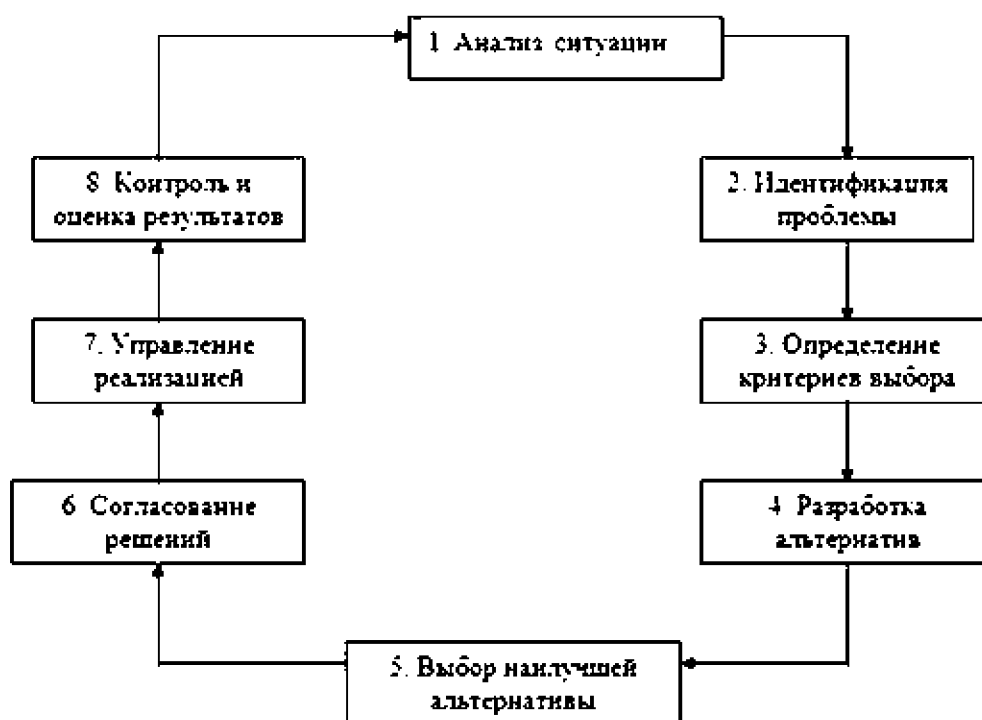 1 Анализ ситуации
2. Идентификация
проблемы
3. Определение
критериев выбора
4 Разработка
альтернатив
5. Выбор наилучшей
альтернативы
6 Согласование
решений
7. Управление
реализацией
8 Контроль и
оценка результатов